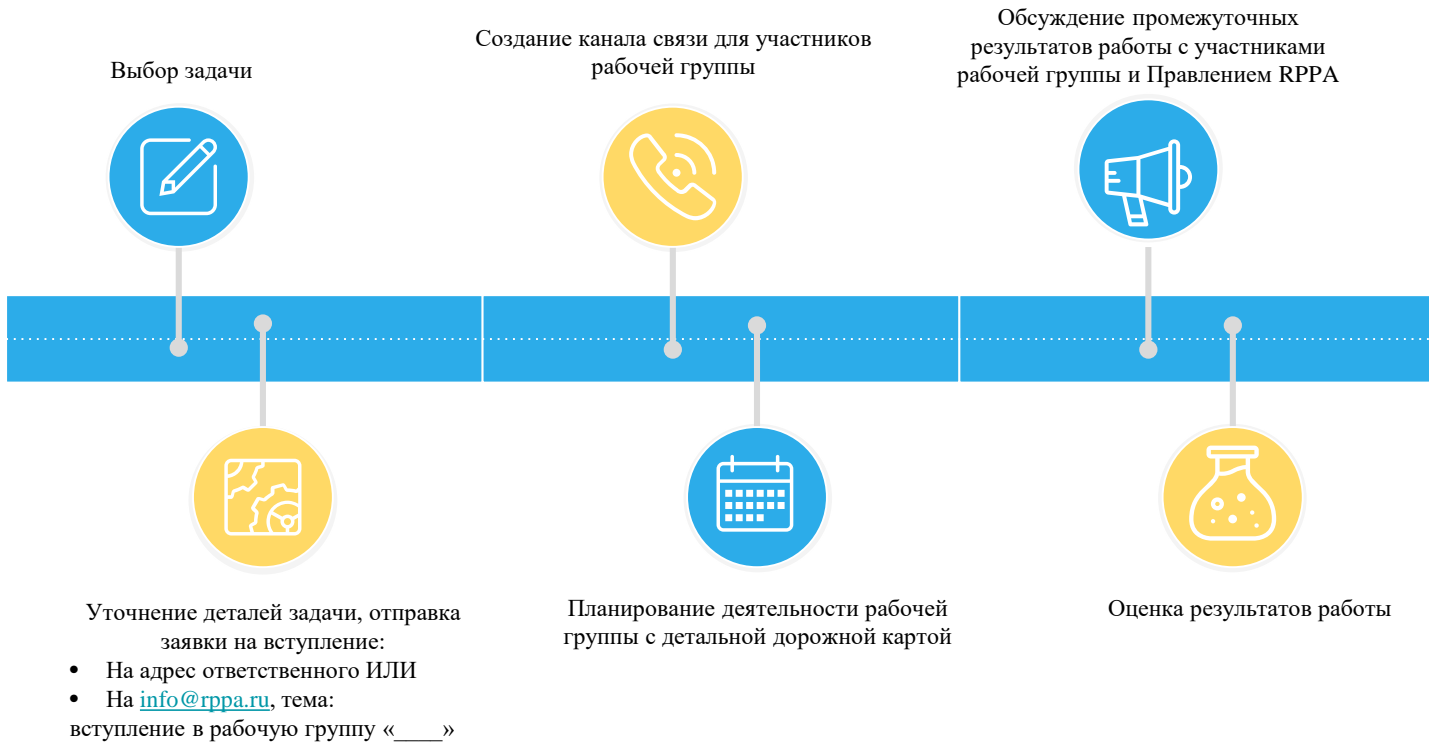 Выбор задачи
Создание канала связи для участников
рабочей группы
Обсуждение промежуточных
результатов работы с участниками
рабочей группы и Правлением RPPA
Уточнение деталей задачи, отправка
заявки на вступление:
• На адрес ответственного ИЛИ
• На info@rppa.ru, тема:
вступление в рабочую группу «____»
Планирование деятельности рабочей
группы с детальной дорожной картой
Оценка результатов работы